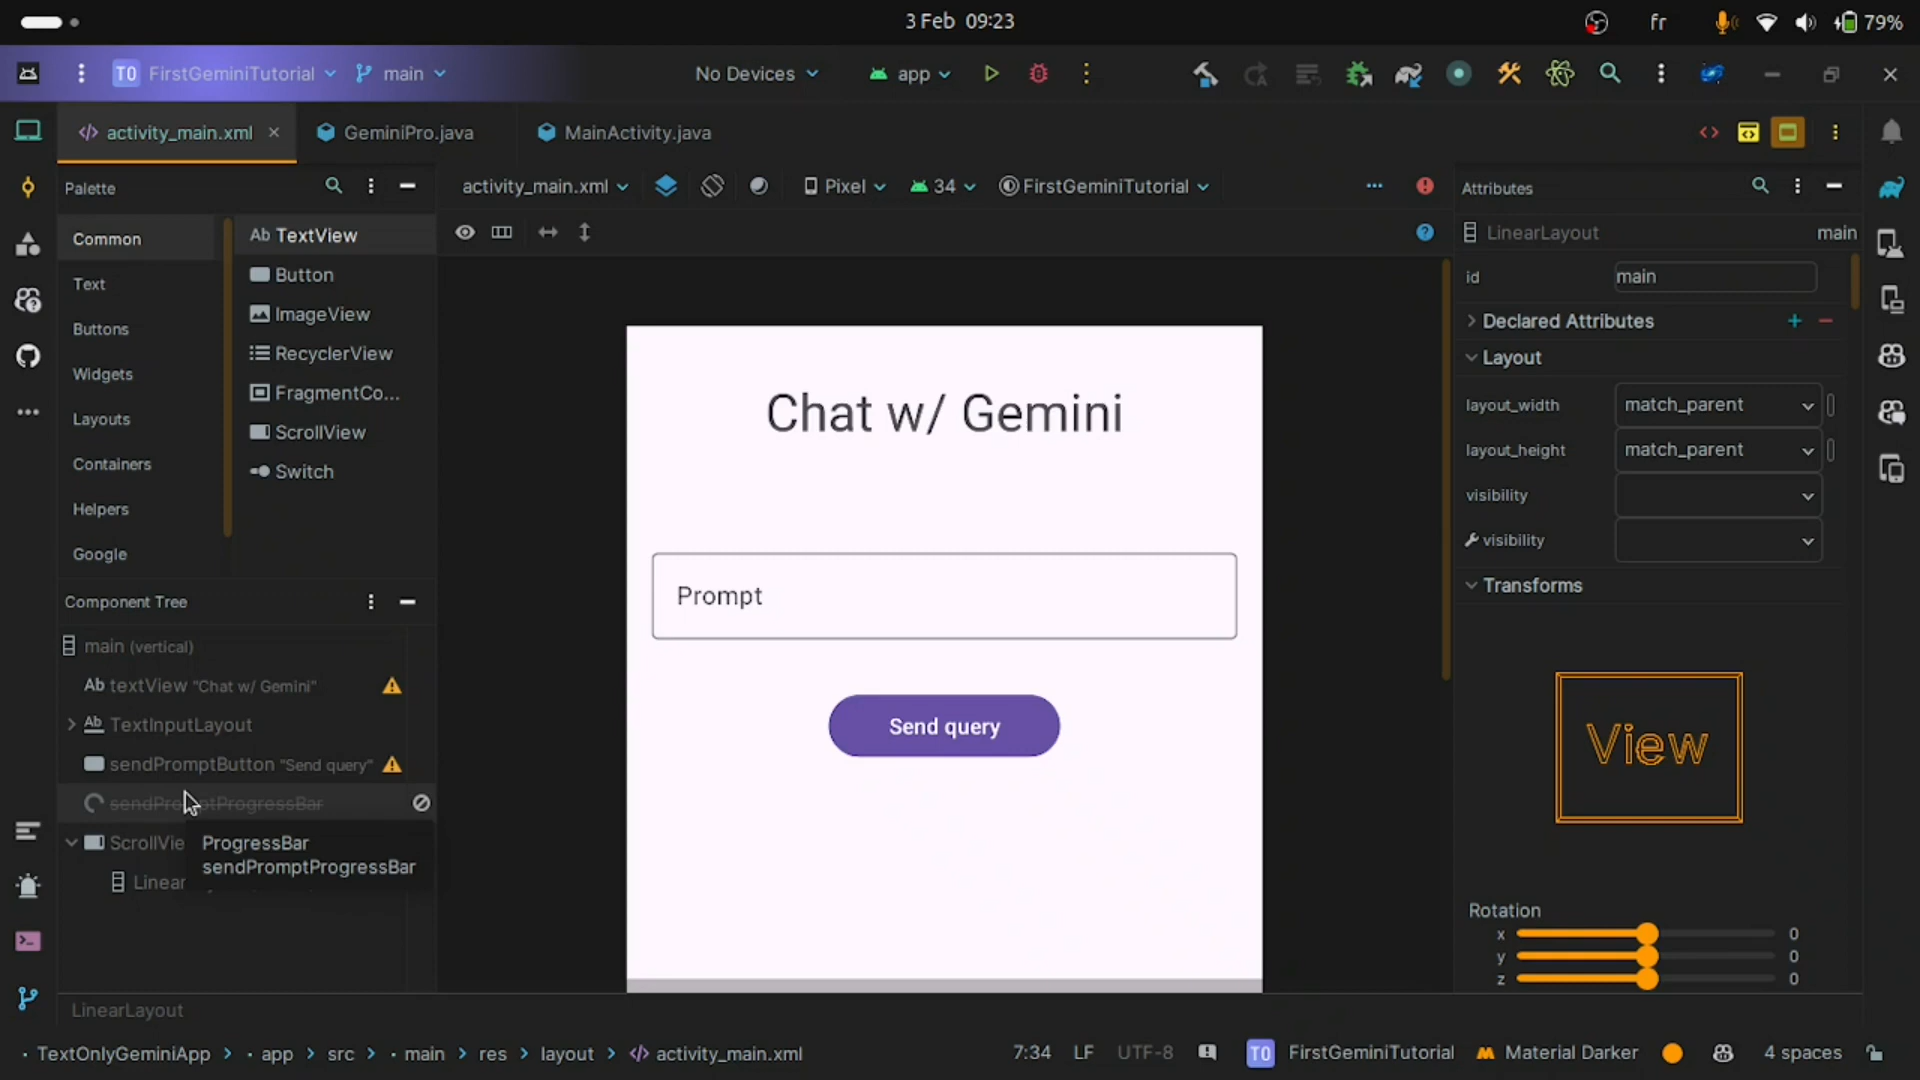 3 Feb 09:23
fr
79%
TO FirstGeminiTutorial
main
No Devices
app
activity_main.xml
GeminiPro.java
MainActivity.java
Palette
activity_main.xml
Pixel
34
FirstGeminiTutorial
Attributes
Common
Text
Buttons
Widgets
Layouts
Containers
Helpers
Google
Ab TextView
Button
ImageView
RecyclerView
FragmentCo...
ScrollView
Switch
LinearLayout
main
id
main
Declared Attributes
Layout
layout_width
match_parent
layout_height
match_parent
visibility
visibility
Transforms
View
Rotation
x
0
y
0
z
0
Chat w/ Gemini
Prompt
Send query
Component Tree
main (vertical)
Ab textView "Chat w/ Gemini"
Ab TextInputLayout
sendPromptButton "Send query"
sendPromptProgressBar
ScrollVie
Linear
ProgressBar
sendPromptProgressBar
LinearLayout
TextOnlyGeminiApp > app > src > main > res > layout > activity_main.xml
7:34
LF
UTF-8
TO FirstGeminiTutorial
Material Darker
4 spaces